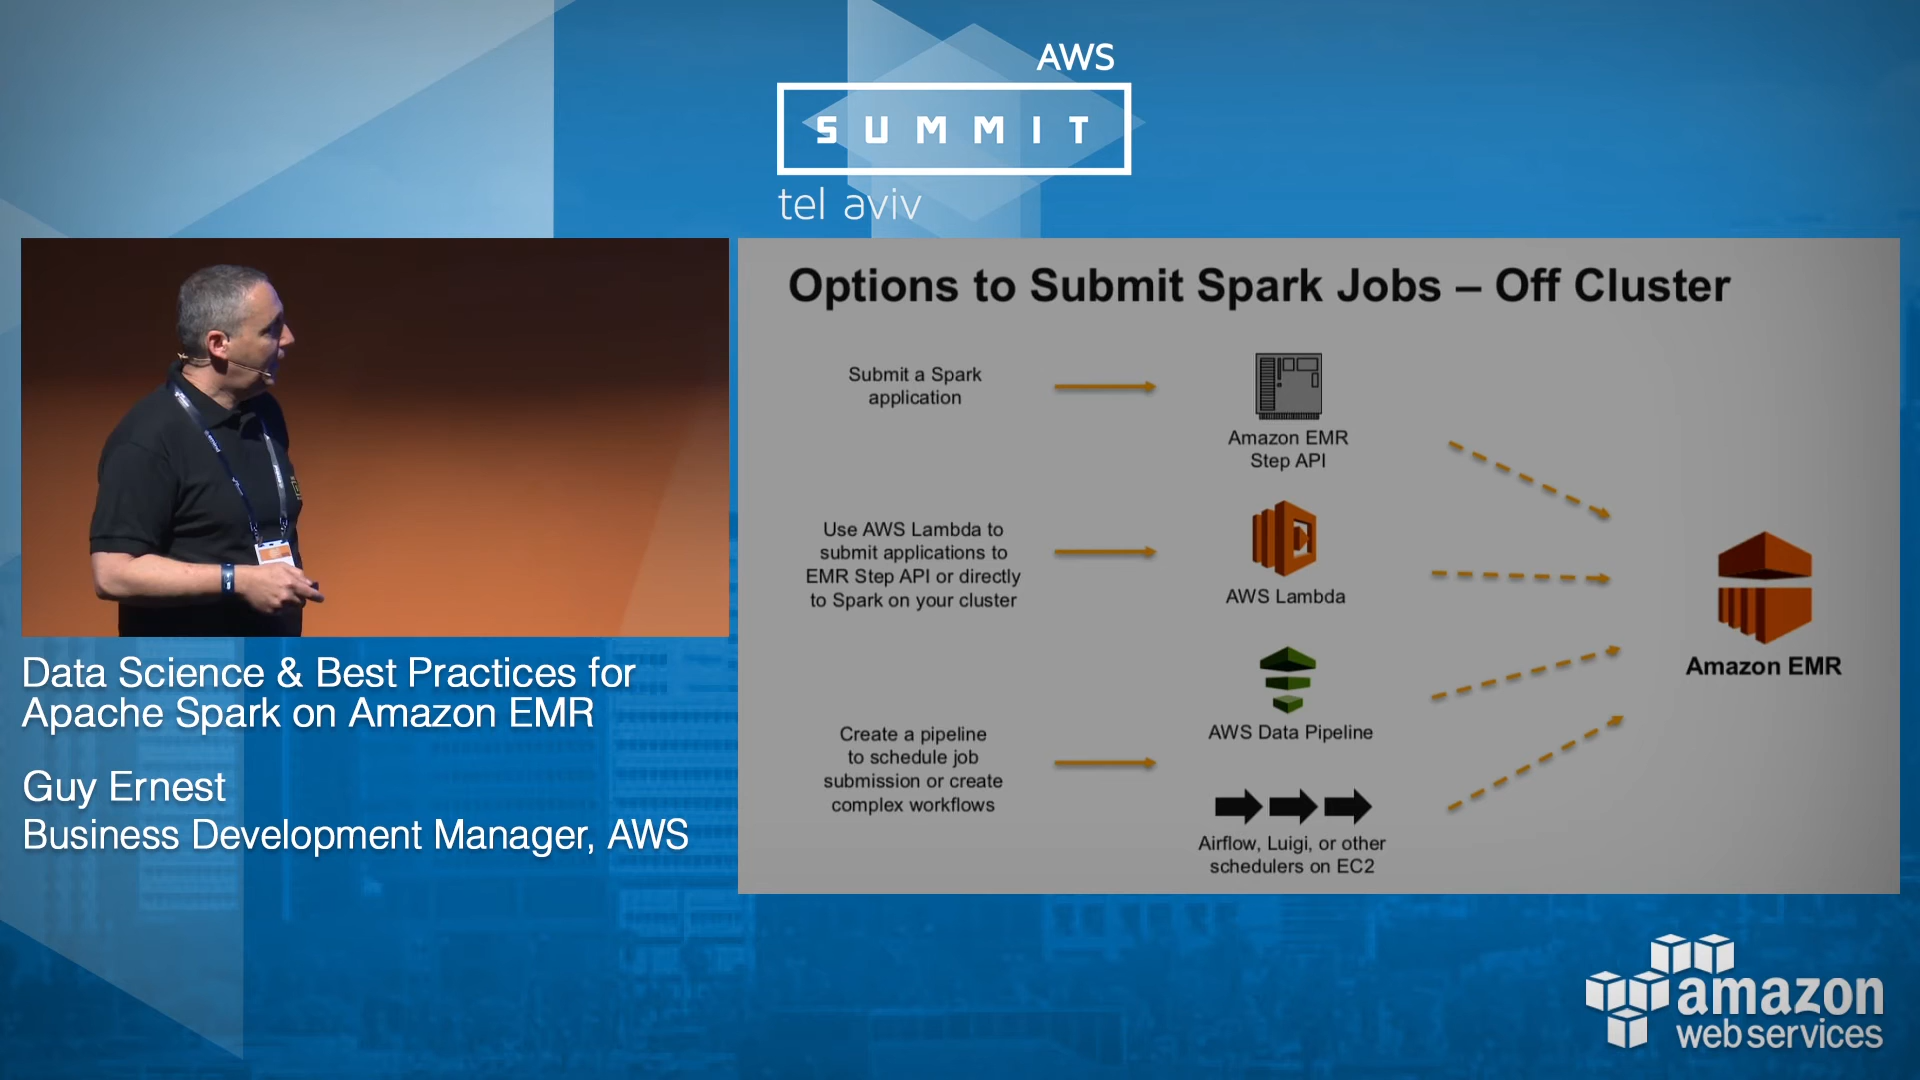 AWS
SUMMIT
tel aviv
Options to Submit Spark Jobs – Off Cluster
Submit a Spark
application
Amazon EMR
Step API
Use AWS Lambda to
submit applications to
EMR Step API or directly
to Spark on your cluster
AWS Lambda
Amazon EMR
AWS Data Pipeline
Create a pipeline
to schedule job
submission or create
complex workflows
Airflow, Luigi, or other
schedulers on EC2
Data Science & Best Practices for
Apache Spark on Amazon EMR
Guy Ernest
Business Development Manager, AWS
amazon
web services